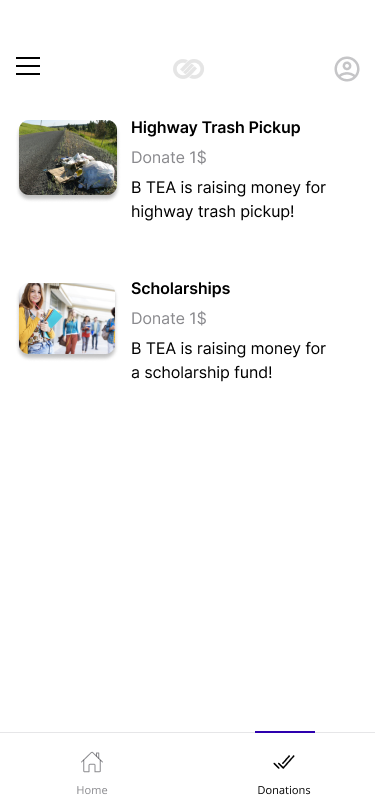 Highway Trash Pickup
Donate 1$
B TEA is raising money for
highway trash pickup!
Scholarships
Donate 1$
B TEA is raising money for
a scholarship fund!
Home
Donations